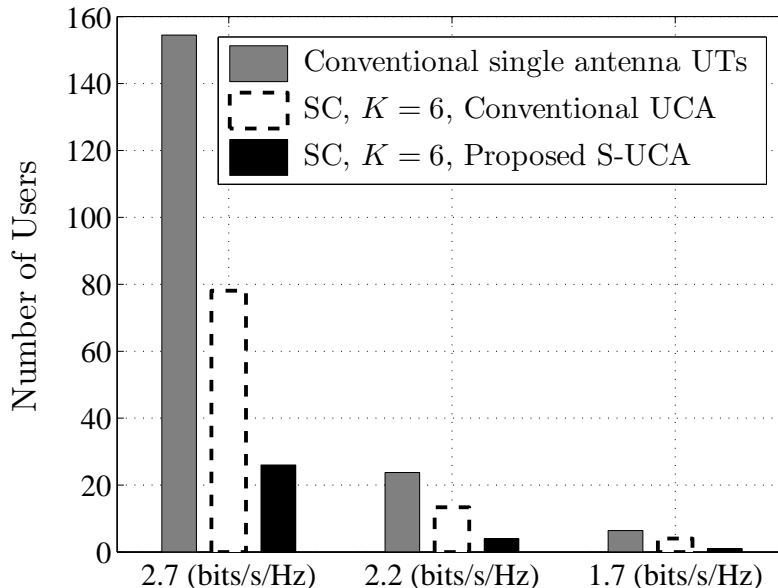 160
140
120
100
80
60
40
20
0
Number of Users
Conventional single antenna UTs
SC, K = 6, Conventional UCA
SC, K = 6, Proposed S-UCA
2.7 (bits/s/Hz) 2.2 (bits/s/Hz) 1.7 (bits/s/Hz)